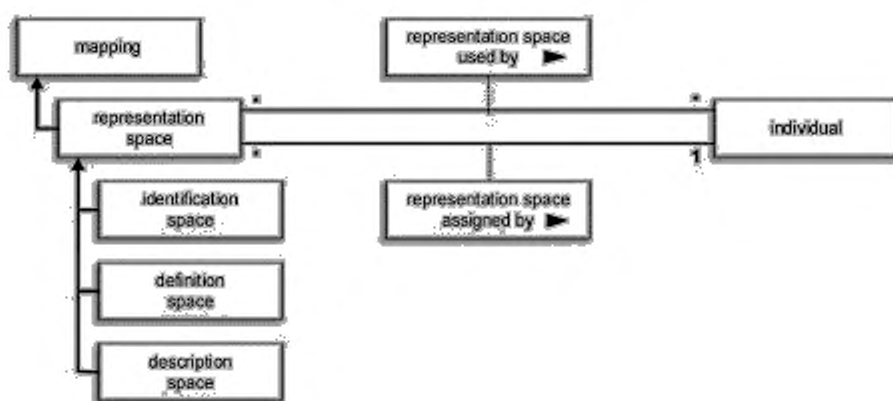 mapping
representation space
used by ►
*
*
representation
space
individual
*
1
identification
space
representation space
assigned by ►
definition
space
description
space